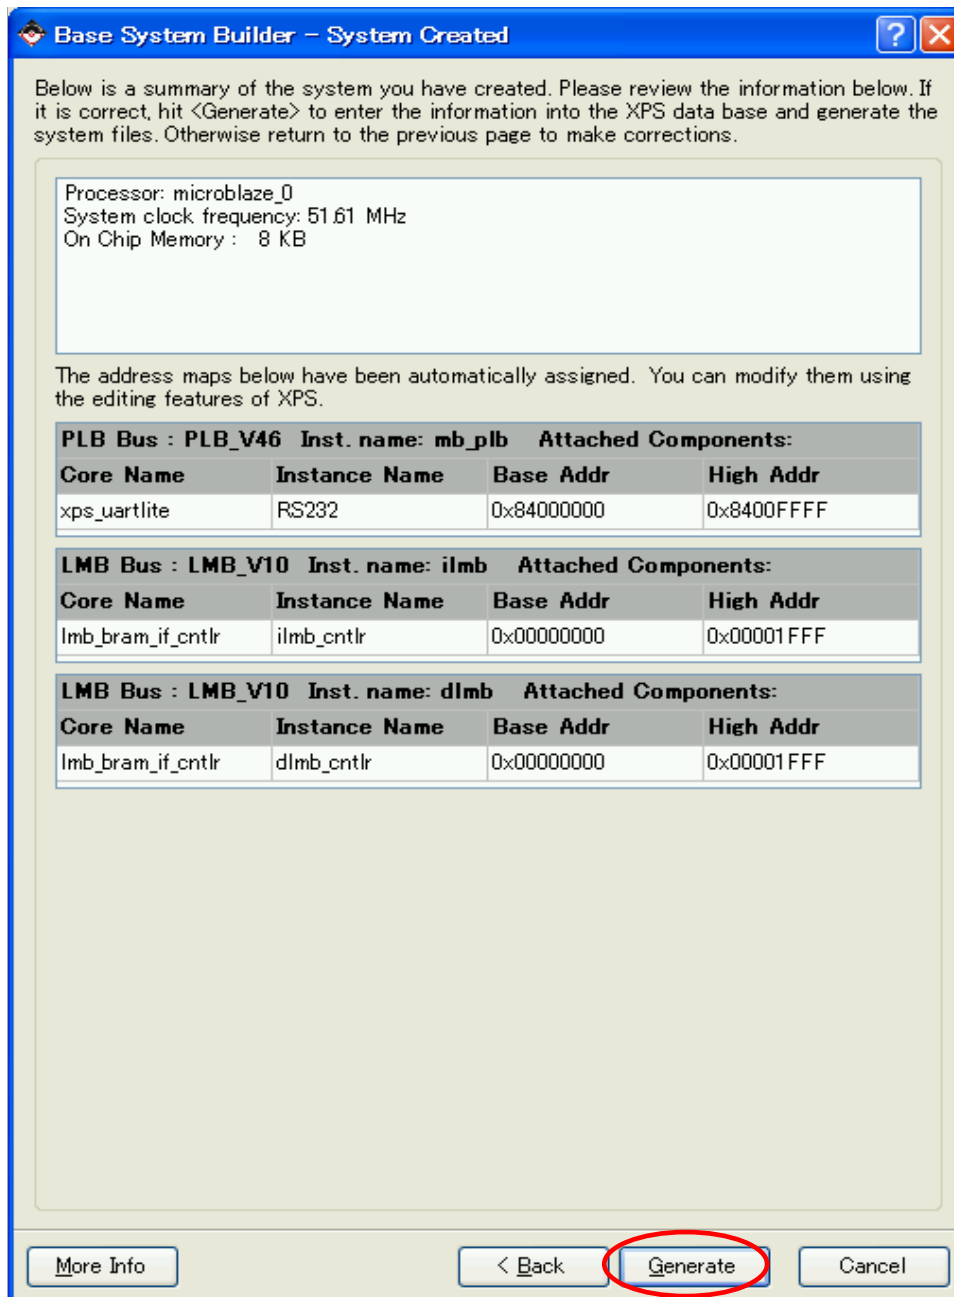 Base System Builder - System Created
Below is a summary of the system you have created. Please review the information below. If
it is correct, hit <Generate> to enter the information into the XPS data base and generate the
system files. Otherwise return to the previous page to make corrections.
Processor: microblaze_0
System clock frequency: 51.61 MHz
On Chip Memory : 8 KB
The address maps below have been automatically assigned. You can modify them using
the editing features of XPS.
PLB Bus : PLB_V46 Inst. name: mb_plb Attached Components:
Core Name Instance Name Base Addr High Addr
xps_uartlite RS232 0x84000000 0x8400FFFF
LMB Bus : LMB_V10 Inst. name: ilmb Attached Components:
Core Name Instance Name Base Addr High Addr
lmb_bram_if_cntlr ilmb_cntlr 0x00000000 0x00001FFF
LMB Bus : LMB_V10 Inst. name: dlmb Attached Components:
Core Name Instance Name Base Addr High Addr
lmb_bram_if_cntlr dlmb_cntlr 0x00000000 0x00001FFF
More Info < Back Generate Cancel